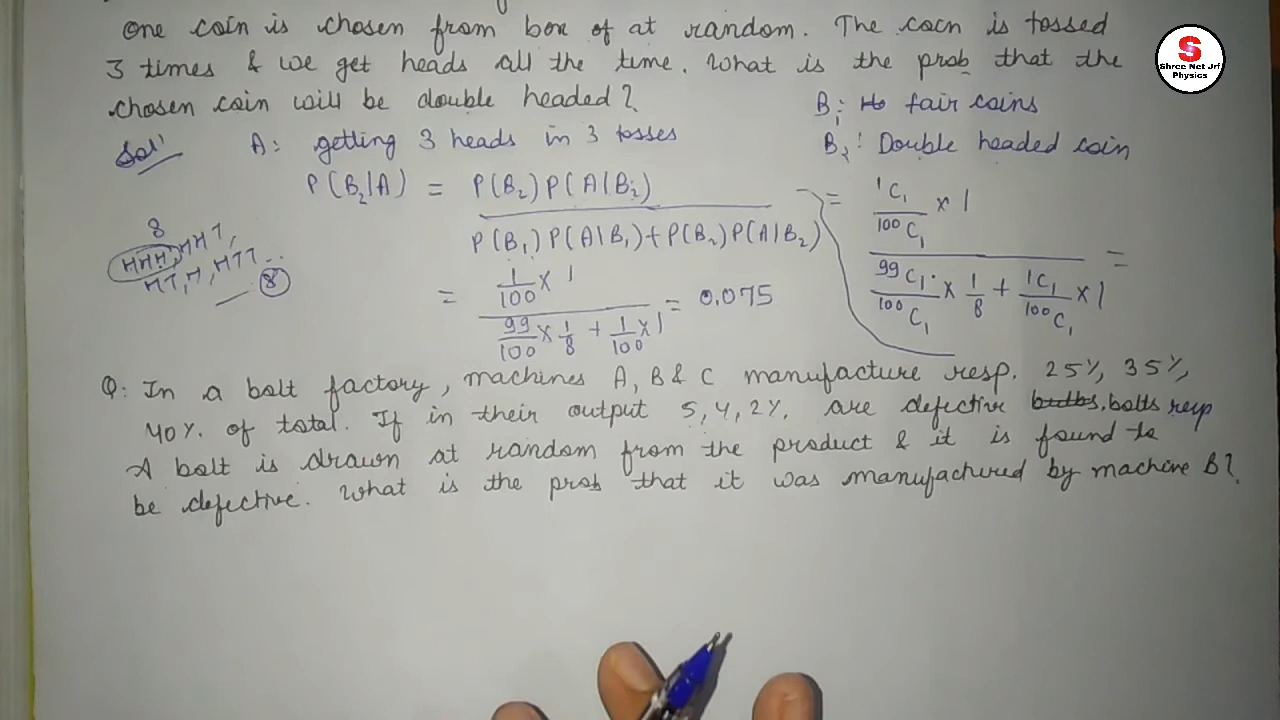 one coin is chosen from box of at random. The coin is tossed
3 times & we get heads all the time. What is the prob that the
chosen coin will be double headed?
B₁: fair coins
Solⁿ A: getting 3 heads in 3 tosses
B₂: Double headed coin
P(B₂|A) = P(B₂)P(A|B₂) / P(B₁)P(A|B₁)+P(B₂)P(A|B₂)
= ¹C₁/¹⁰⁰C₁ × 1 / ⁹⁹C₁/¹⁰⁰C₁ × 1/8 + ¹C₁/¹⁰⁰C₁ × 1 =
8
HHH, HHT,
HT,H, HTT...
8
= 1/100 × 1 / 99/100 × 1/8 + 1/100 × 1 = 0.075
Q: In a bolt factory, machines A, B & C manufacture resp. 25%, 35%,
40%. of total. If in their output 5, 4, 2%. are defective bolts resp
A bolt is drawn at random from the product & it is found to
be defective. What is the prob that it was manufactured by machine B?
S
Shree Net Jrf
Physics